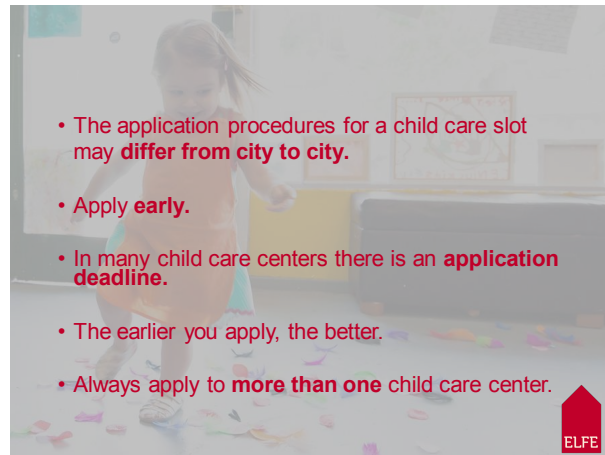 • The application procedures for a child care slot
may differ from city to city.
• Apply early.
• In many child care centers there is an application
deadline.
• The earlier you apply, the better.
• Always apply to more than one child care center.
ELFE